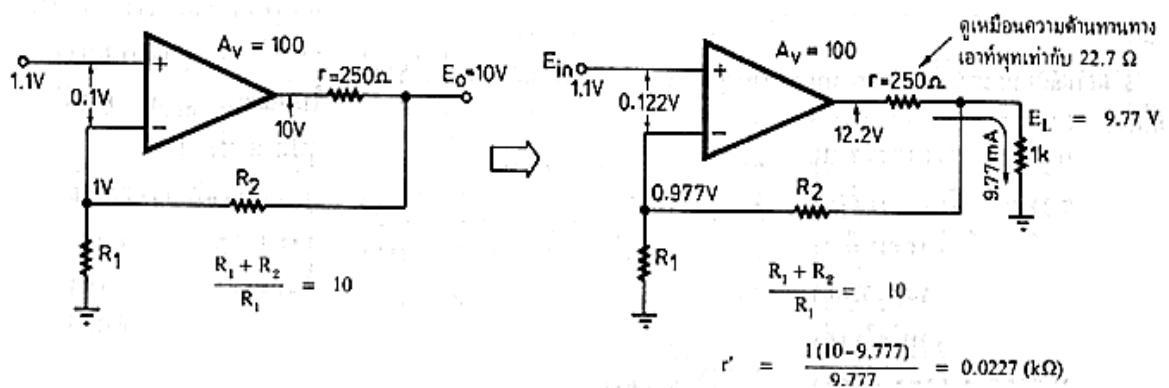 A_V = 100
1.1V
+
0.1V
−
r=250Ω
E_o=10V
10V
1V
R_2
R_1
(R_1 + R_2)/R_1 = 10
ดูเหมือนความต้านทานทาง
เอาท์พุทเท่ากับ 22.7 Ω
A_V = 100
E_in
1.1V
+
0.122V
−
r=250Ω
12.2V
E_L = 9.77 V
9.77mA
1k
0.977V
R_2
R_1
(R_1 + R_2)/R_1 = 10
r' = 1(10-9.777)/9.777 = 0.0227 (kΩ)